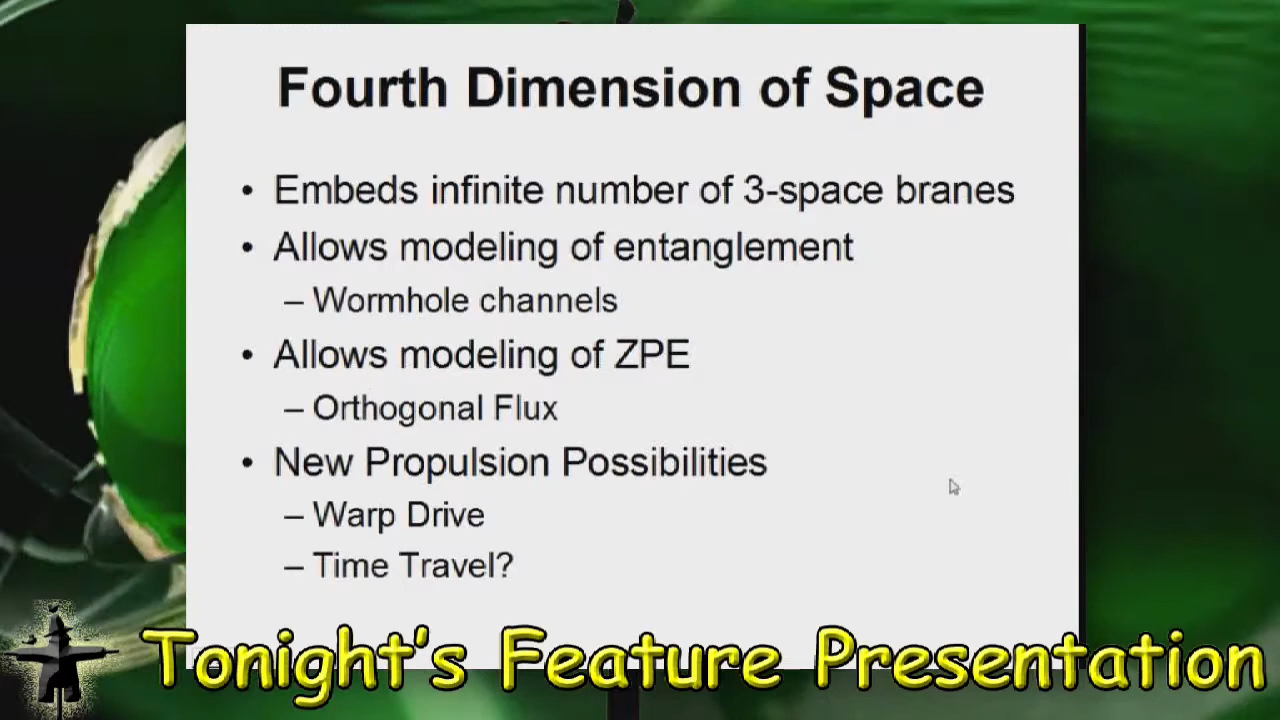 Fourth Dimension of Space
• Embeds infinite number of 3-space branes
• Allows modeling of entanglement
– Wormhole channels
• Allows modeling of ZPE
– Orthogonal Flux
• New Propulsion Possibilities
– Warp Drive
– Time Travel?
Tonight's Feature Presentation